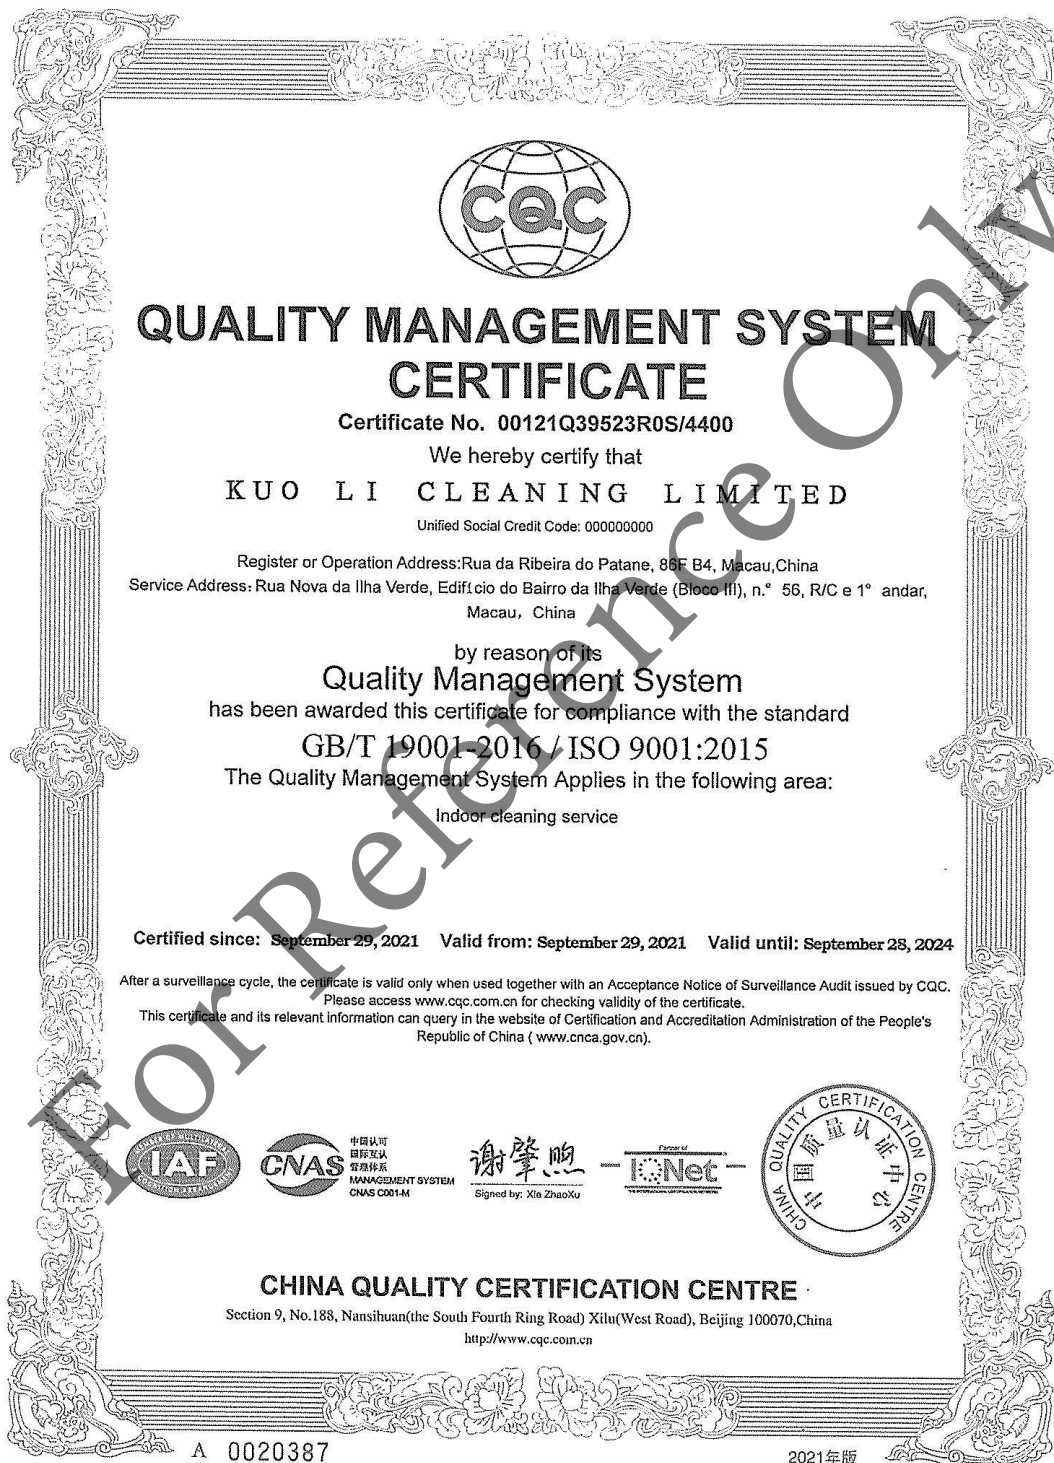 CQC
QUALITY MANAGEMENT SYSTEM
CERTIFICATE
Certificate No. 00121Q39523R0S/4400
We hereby certify that
KUO LI CLEANING LIMITED
Unified Social Credit Code: 000000000
Register or Operation Address:Rua da Ribeira do Patane, 86F B4, Macau,China
Service Address: Rua Nova da Ilha Verde, Edifício do Bairro da Ilha Verde (Bloco III), n.° 56, R/C e 1° andar,
Macau, China
by reason of its
Quality Management System
has been awarded this certificate for compliance with the standard
GB/T 19001-2016 / ISO 9001:2015
The Quality Management System Applies in the following area:
Indoor cleaning service
Certified since: September 29, 2021 Valid from: September 29, 2021 Valid until: September 28, 2024
After a surveillance cycle, the certificate is valid only when used together with an Acceptance Notice of Surveillance Audit issued by CQC.
Please access www.cqc.com.cn for checking validity of the certificate.
This certificate and its relevant information can query in the website of Certification and Accreditation Administration of the People's
Republic of China ( www.cnca.gov.cn).
For Reference Only
IAF
CNAS
中国认可
国际互认
管理体系
MANAGEMENT SYSTEM
CNAS C001-M
谢肇煦
Signed by: Xie ZhaoXu
Partner of
IQNet
THE INTERNATIONAL CERTIFICATION NETWORK
CHINA QUALITY CERTIFICATION CENTRE
中国质量认证中心
CHINA QUALITY CERTIFICATION CENTRE
Section 9, No.188, Nansihuan(the South Fourth Ring Road) Xilu(West Road), Beijing 100070,China
http://www.cqc.com.cn
A 0020387
2021年版